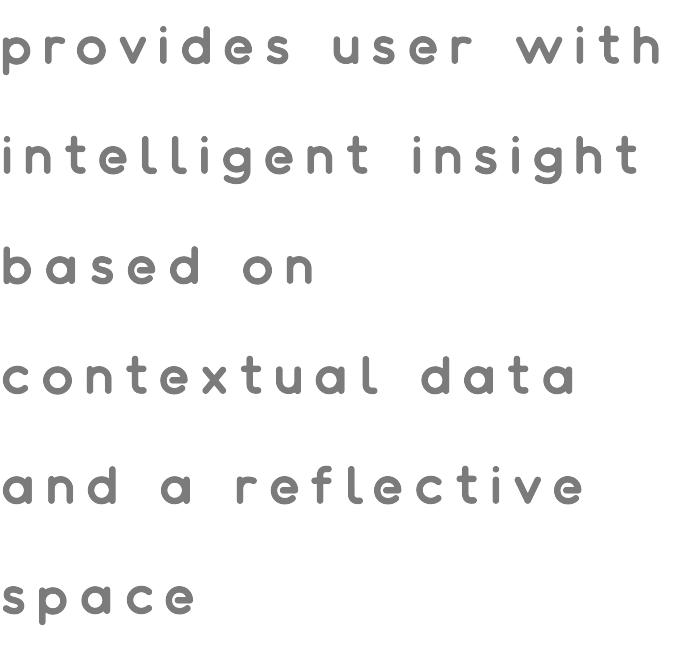 provides user with
intelligent insight
based on
contextual data
and a reflective
space